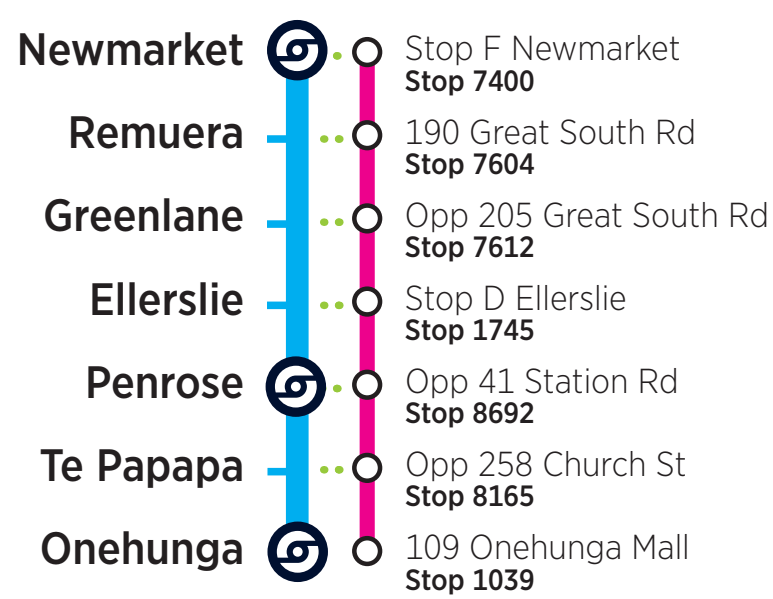 Newmarket
Stop F Newmarket
Stop 7400
Remuera
190 Great South Rd
Stop 7604
Greenlane
Opp 205 Great South Rd
Stop 7612
Ellerslie
Stop D Ellerslie
Stop 1745
Penrose
Opp 41 Station Rd
Stop 8692
Te Papapa
Opp 258 Church St
Stop 8165
Onehunga
109 Onehunga Mall
Stop 1039